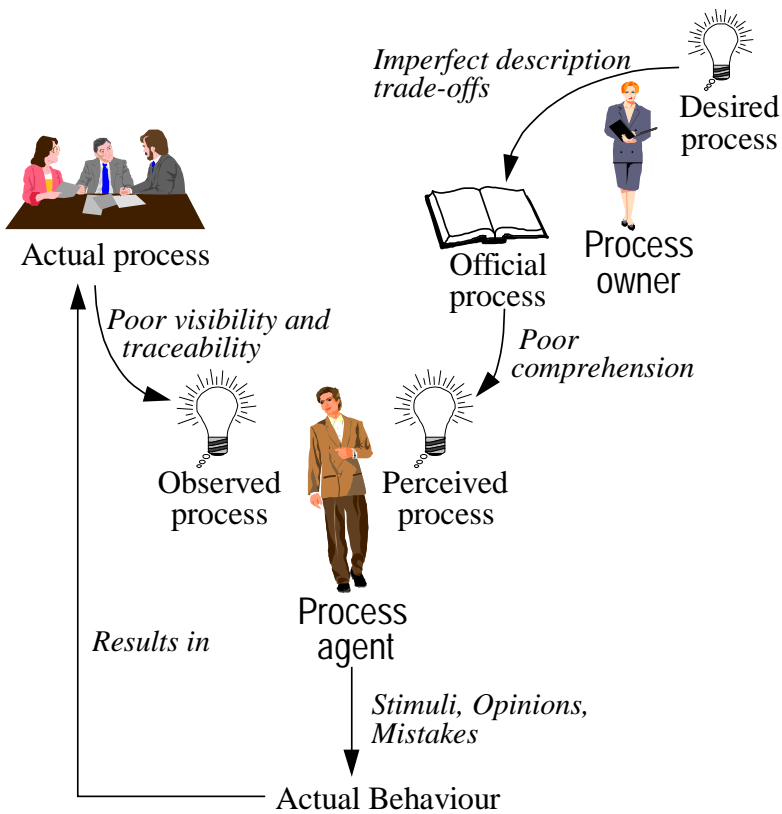 Imperfect description
trade-offs
Desired
process
Process
owner
Official
process
Actual process
Poor visibility and
traceability
Poor
comprehension
Observed
process
Perceived
process
Process
agent
Results in
Stimuli, Opinions,
Mistakes
Actual Behaviour